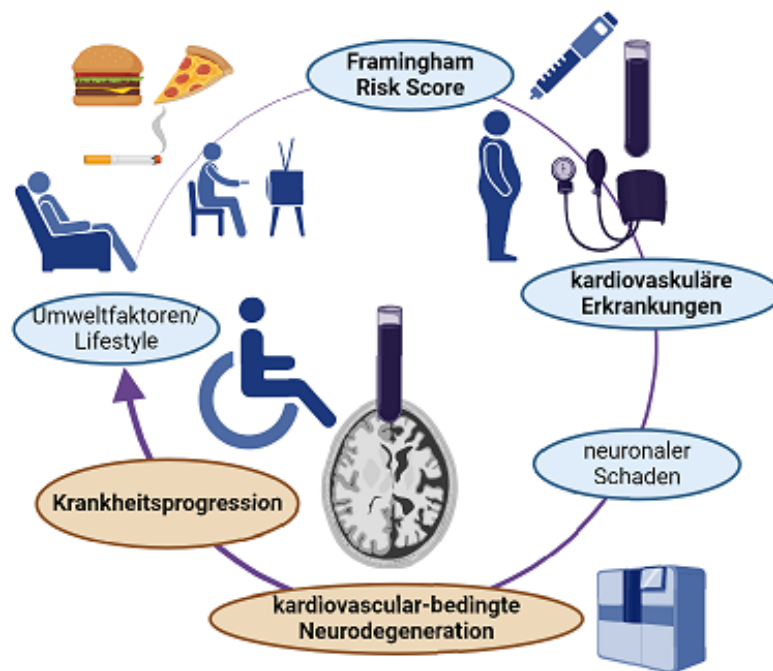 Framingham
Risk Score
kardiovaskuläre
Erkrankungen
neuronaler
Schaden
kardiovascular-bedingte
Neurodegeneration
Krankheitsprogression
Umweltfaktoren/
Lifestyle